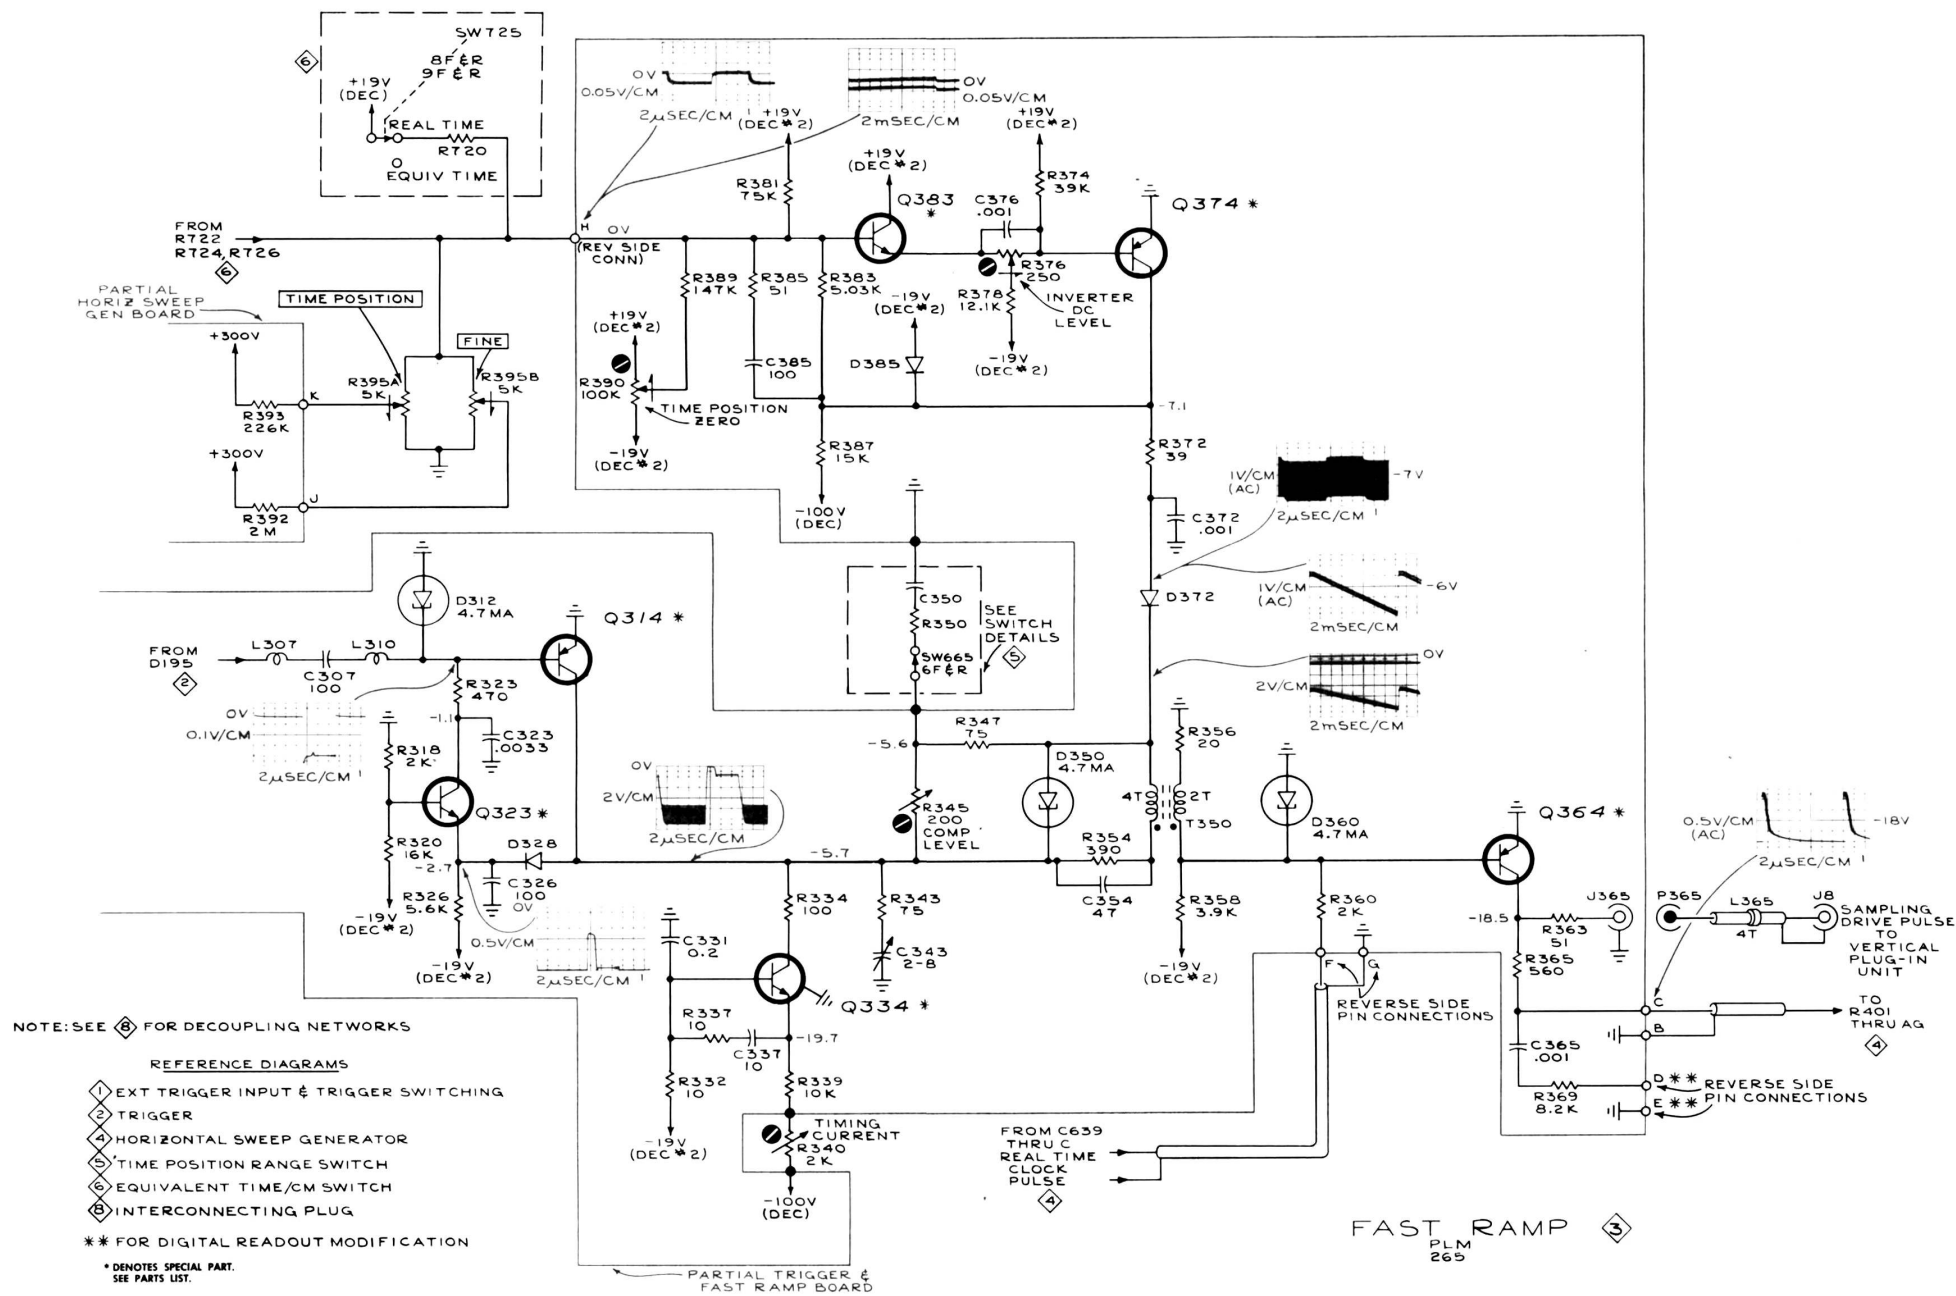 SW725
8F & R
9F & R
6
+19V
(DEC)
REAL TIME
R720
EQUIV TIME
0V
0.05V/CM
2μSEC/CM
0V
0.05V/CM
2mSEC/CM
+19V
(DEC#2)
R381
75K
+19V
(DEC#2)
Q383
*
+19V
(DEC#2)
R374
39K
C376
.001
Q374 *
FROM
R722
R724, R726
6
H
0V
(REV SIDE
CONN)
R376
250
INVERTER
DC
LEVEL
R378
12.1K
-19V
(DEC#2)
R389
147K
R385
51
R383
5.03K
-19V
(DEC#2)
D385
C385
100
+19V
(DEC#2)
R390
100K
TIME POSITION
ZERO
-19V
(DEC#2)
PARTIAL
HORIZ SWEEP
GEN BOARD
TIME POSITION
FINE
+300V
R395A
5K
R395B
5K
K
R393
226K
+300V
J
R392
2M
R387
15K
-100V
(DEC)
-7.1
R372
39
1V/CM
(AC)
-7V
2μSEC/CM
C372
.001
1V/CM
(AC)
-6V
2mSEC/CM
D372
0V
2V/CM
2mSEC/CM
C350
R350
SW665
6F & R
SEE
SWITCH
DETAILS
5
D312
4.7MA
Q314 *
FROM
D195
2
L307
C307
100
L310
R323
470
-1.1
C323
.0033
0V
0.1V/CM
2μSEC/CM
R318
2K
Q323 *
R320
16K
-2.7
-19V
(DEC#2)
R326
5.6K
-19V
(DEC#2)
D328
C326
100
0V
0.5V/CM
2μSEC/CM
0V
2V/CM
2μSEC/CM
-5.7
-5.6
R347
75
R345
200
COMP
LEVEL
D350
4.7MA
R354
390
C354
47
R356
20
4T
2T
T350
D360
4.7MA
R358
3.9K
-19V
(DEC#2)
R360
2K
F
G
REVERSE SIDE
PIN CONNECTIONS
Q364 *
0.5V/CM
(AC)
-18V
2μSEC/CM
-18.5
R363
51
J365
P365
L365
4T
J8
SAMPLING
DRIVE PULSE
TO
VERTICAL
PLUG-IN
UNIT
R365
560
C
B
TO
R401
THRU AG
4
C365
.001
R369
8.2K
D **
E **
REVERSE SIDE
PIN CONNECTIONS
R334
100
R343
75
C343
2-8
C331
0.2
Q334 *
R337
10
C337
10
-19.7
R332
10
-19V
(DEC#2)
R339
10K
TIMING
CURRENT
R340
2K
-100V
(DEC)
FROM C639
THRU C
REAL TIME
CLOCK
PULSE
4
NOTE: SEE 8 FOR DECOUPLING NETWORKS
REFERENCE DIAGRAMS
1 EXT TRIGGER INPUT & TRIGGER SWITCHING
2 TRIGGER
4 HORIZONTAL SWEEP GENERATOR
5 TIME POSITION RANGE SWITCH
6 EQUIVALENT TIME/CM SWITCH
8 INTERCONNECTING PLUG
** FOR DIGITAL READOUT MODIFICATION
* DENOTES SPECIAL PART.
SEE PARTS LIST.
PARTIAL TRIGGER &
FAST RAMP BOARD
FAST RAMP 3
PLM
265